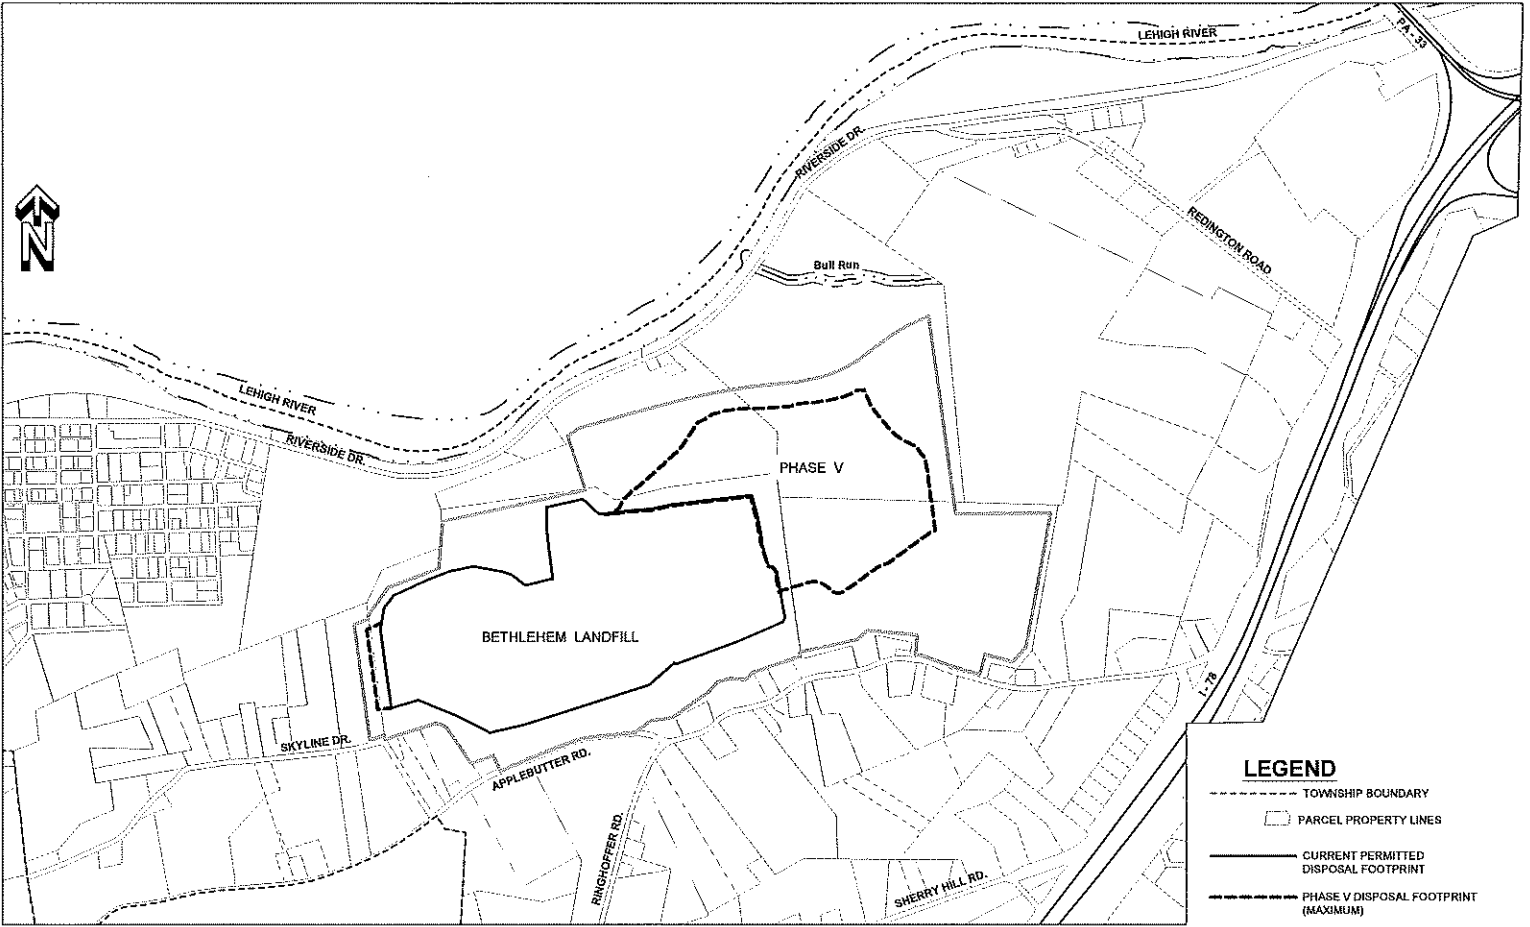 LEHIGH RIVER
PA - 33
RIVERSIDE DR.
N
REDINGTON ROAD
Bull Run
LEHIGH RIVER
RIVERSIDE DR.
PHASE V
BETHLEHEM LANDFILL
I - 78
SKYLINE DR.
APPLEBUTTER RD.
RINGHOFFER RD.
SHERRY HILL RD.
LEGEND
TOWNSHIP BOUNDARY
PARCEL PROPERTY LINES
CURRENT PERMITTED
DISPOSAL FOOTPRINT
PHASE V DISPOSAL FOOTPRINT
(MAXIMUM)